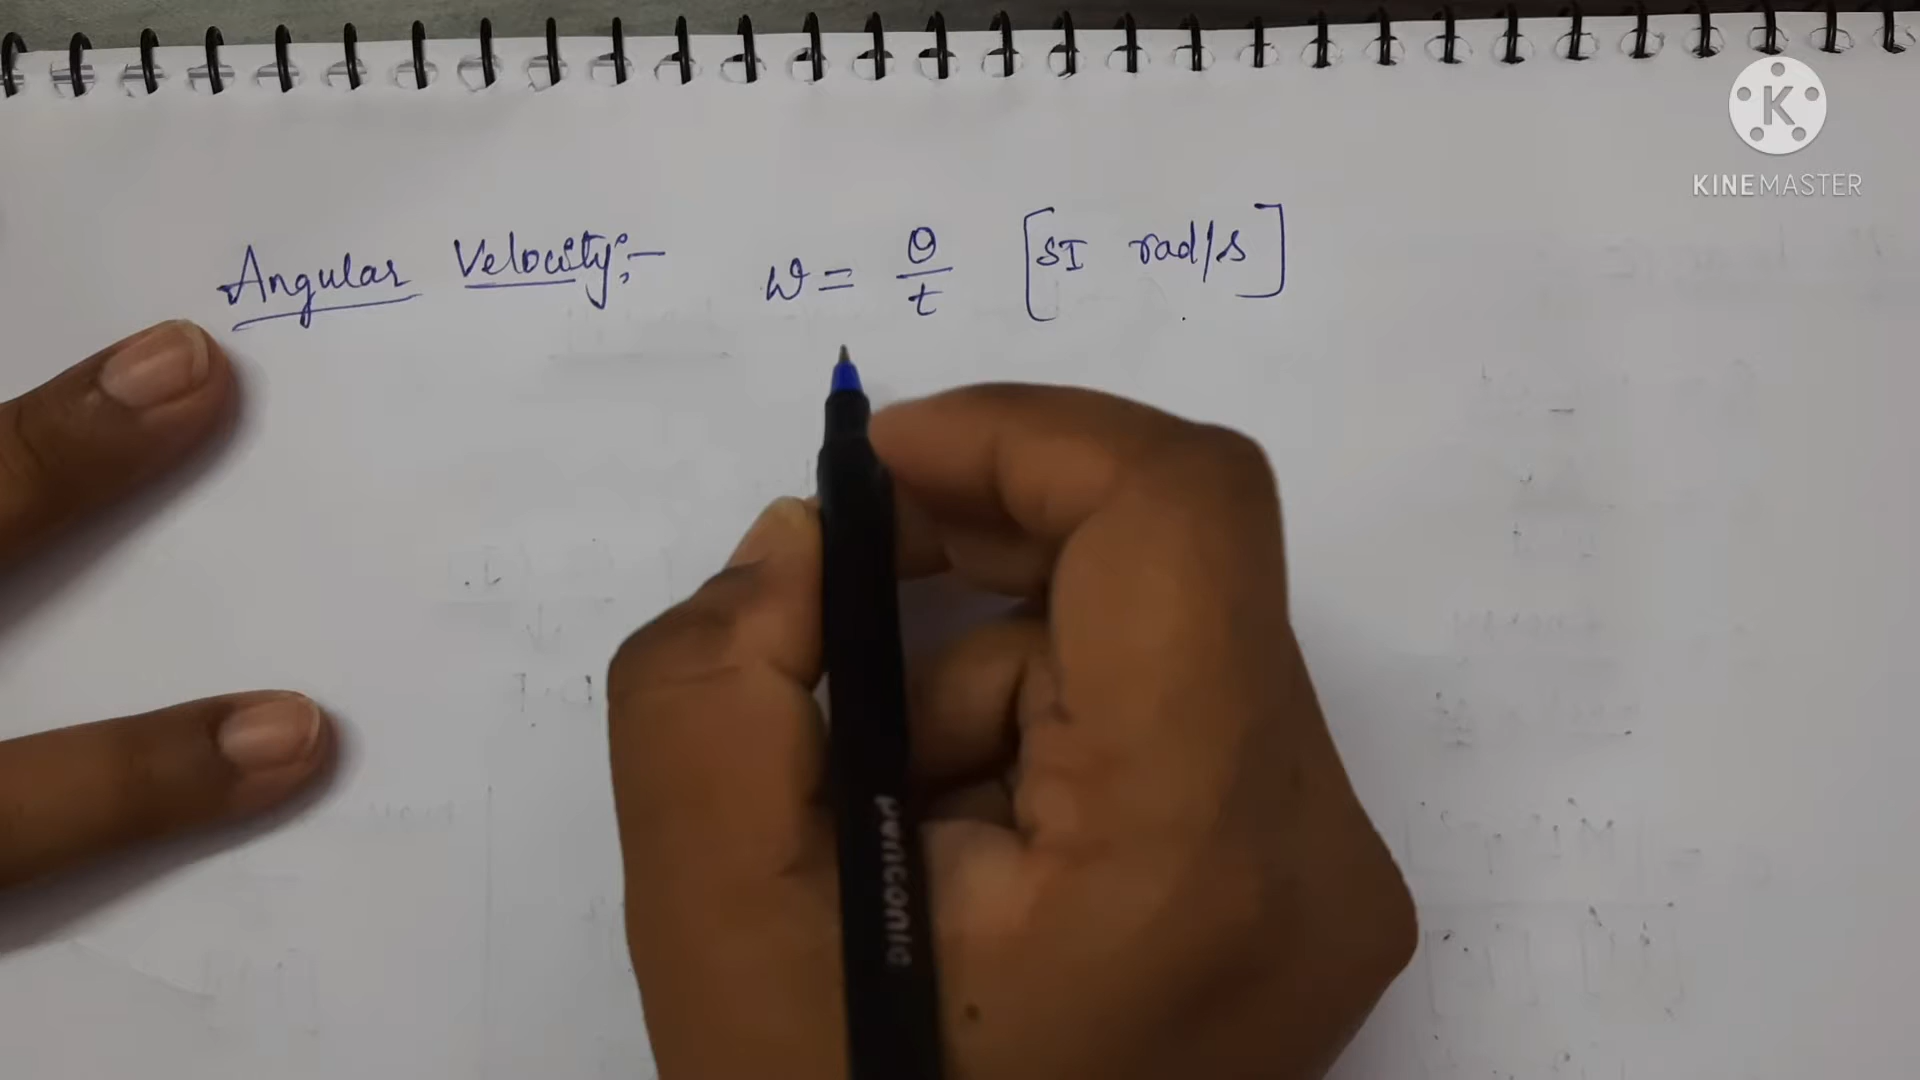 Angular Velocity:- ω = θ/t [SI rad/s]
K
KINEMASTER
penconic